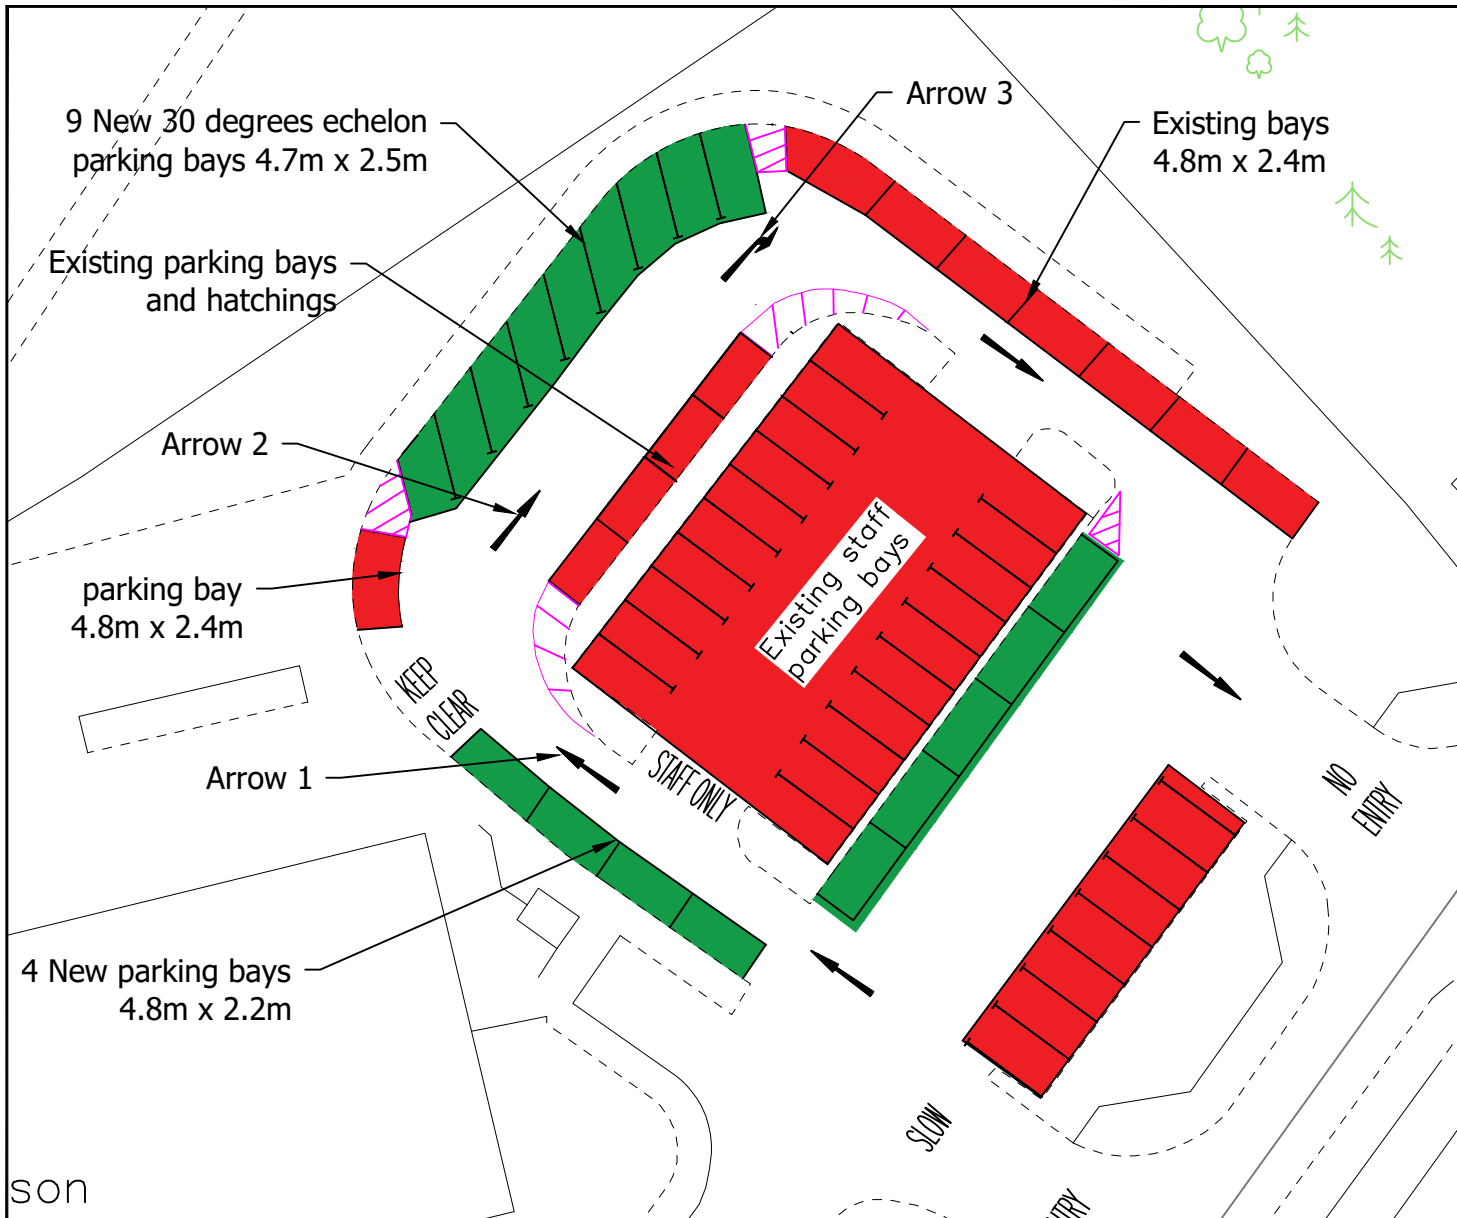 Arrow 3
9 New 30 degrees echelon
parking bays 4.7m x 2.5m
Existing bays
4.8m x 2.4m
Existing parking bays
and hatchings
Arrow 2
Existing staff
parking bays
parking bay
4.8m x 2.4m
KEEP
CLEAR
Arrow 1
STAFF ONLY
NO
ENTRY
4 New parking bays
4.8m x 2.2m
SLOW
NTRY
son